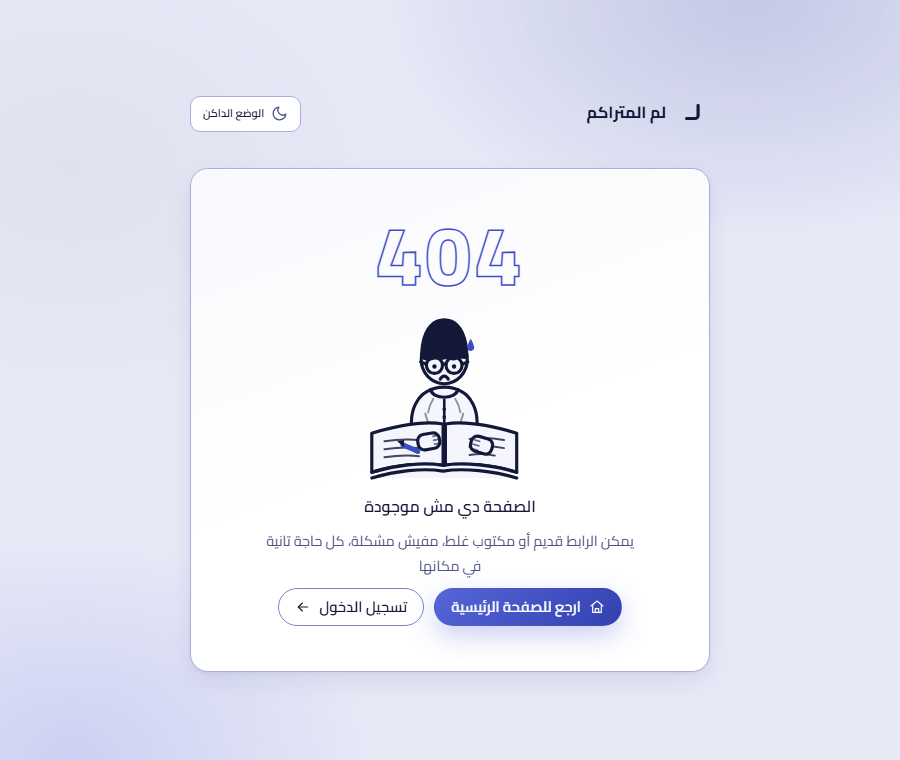 لم المتراكم
الوضع الداكن
404
الصفحة دي مش موجودة
يمكن الرابط قديم أو مكتوب غلط، مفيش مشكلة، كل حاجة تانية
في مكانها
ارجع للصفحة الرئيسية
تسجيل الدخول